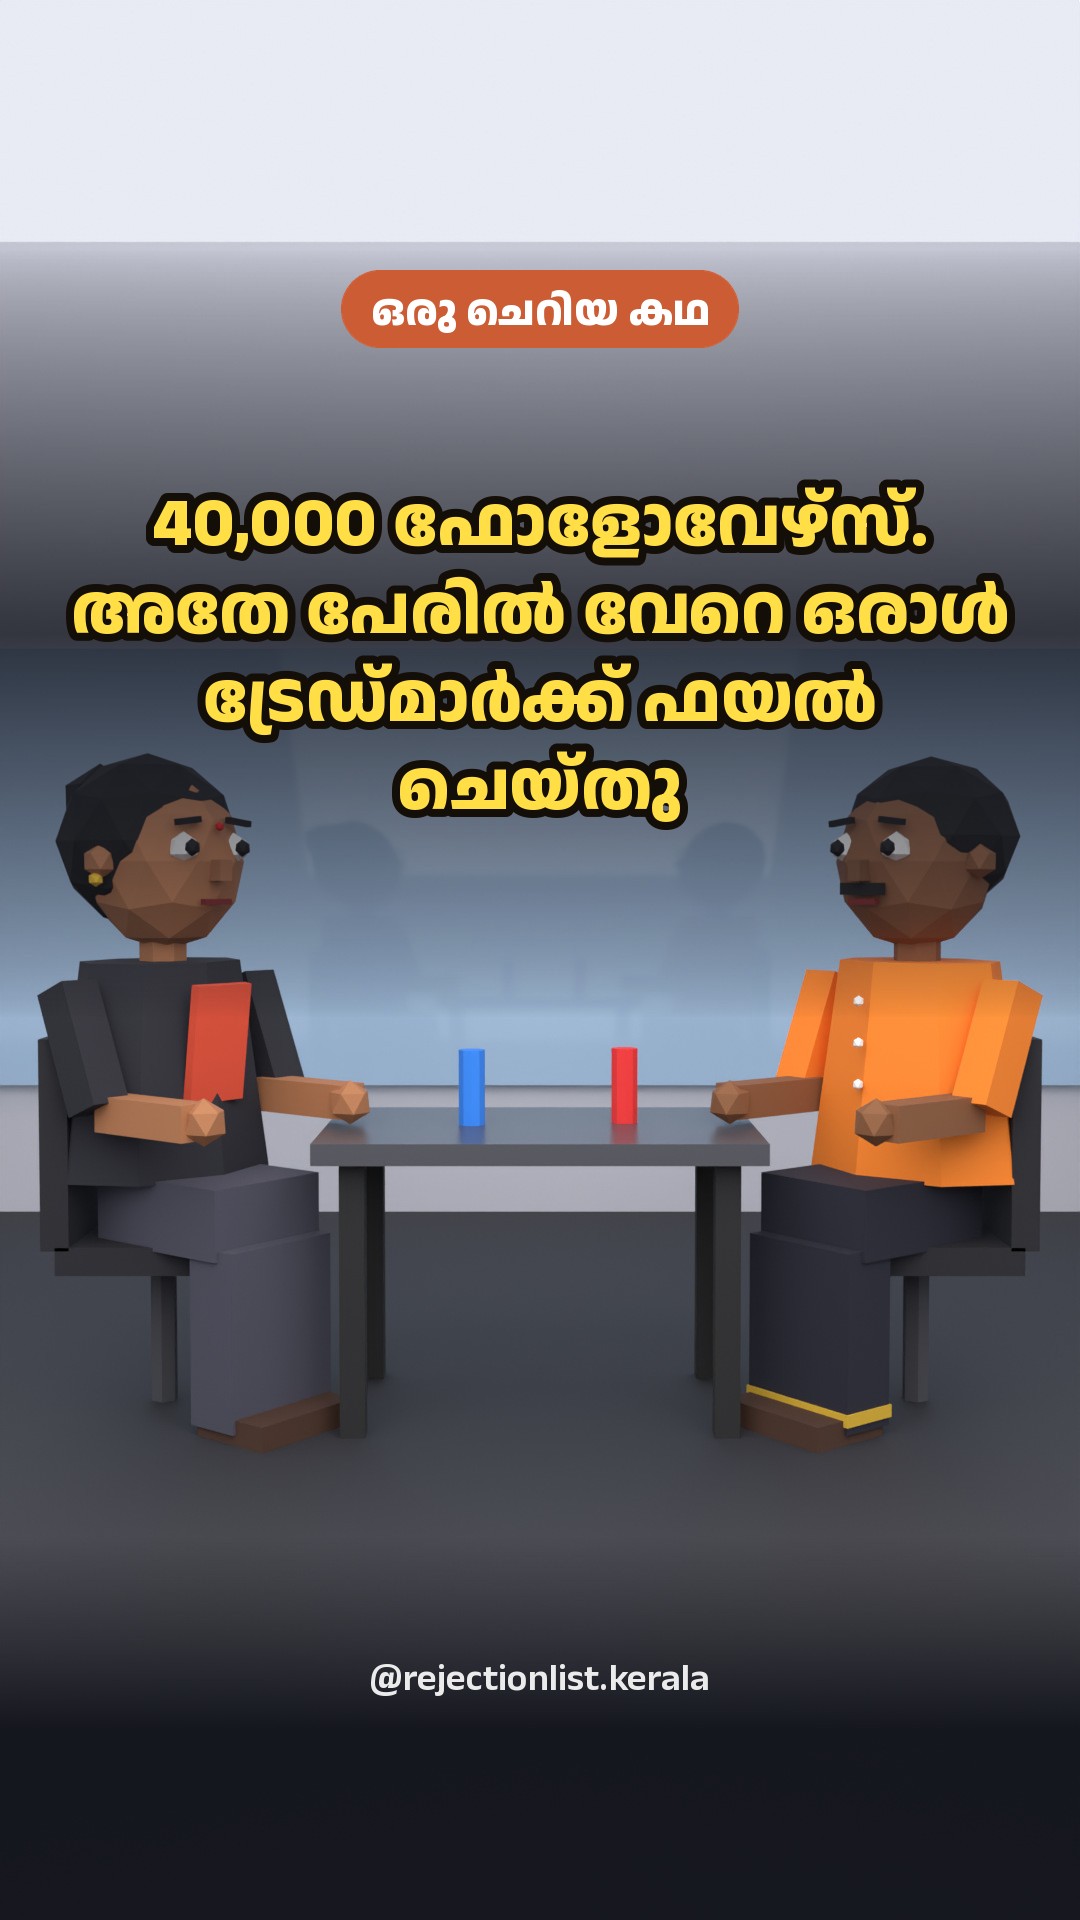 ഒരു ചെറിയ കഥ
40,000 ഫോളോവേഴ്സ്.
അതേ പേരിൽ വേറെ ഒരാൾ
ട്രേഡ്മാർക്ക് ഫയൽ
ചെയ്തു
@rejectionlist.kerala